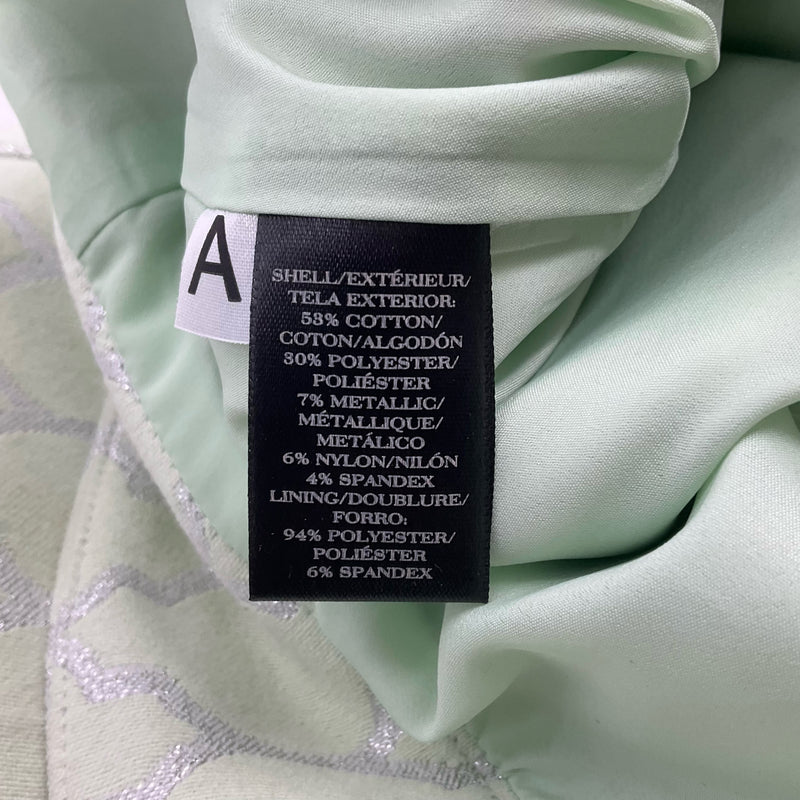 A
SHELL/EXTÉRIEUR/
TELA EXTERIOR:
53% COTTON/
COTON/ALGODÓN
30% POLYESTER/
POLIÉSTER
7% METALLIC/
MÉTALLIQUE/
METÁLICO
6% NYLON/NILÓN
4% SPANDEX
LINING/DOUBLURE/
FORRO:
94% POLYESTER/
POLIÉSTER
6% SPANDEX